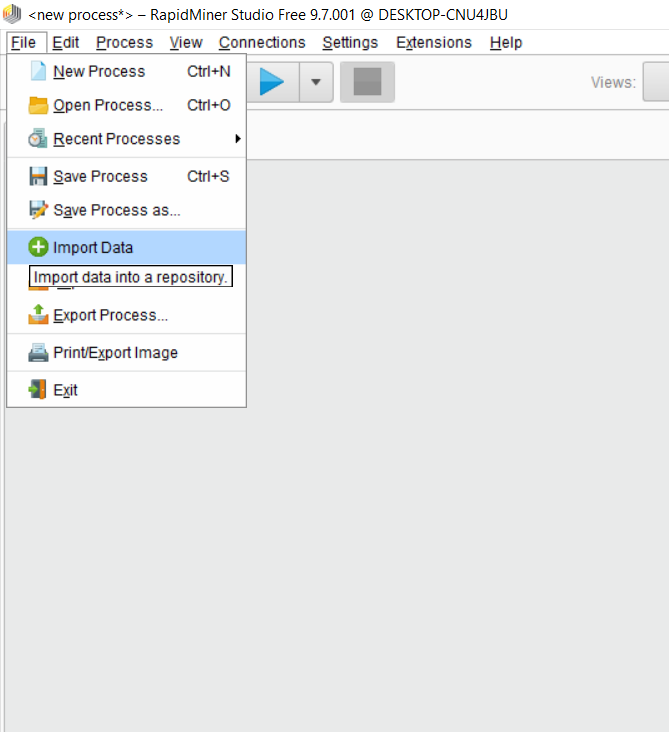 <new process*> – RapidMiner Studio Free 9.7.001 @ DESKTOP-CNU4JBU
File Edit Process View Connections Settings Extensions Help
New Process Ctrl+N
Views:
Open Process... Ctrl+O
Recent Processes
Save Process Ctrl+S
Save Process as...
Import Data
Import data into a repository.
Export Process...
Print/Export Image
Exit